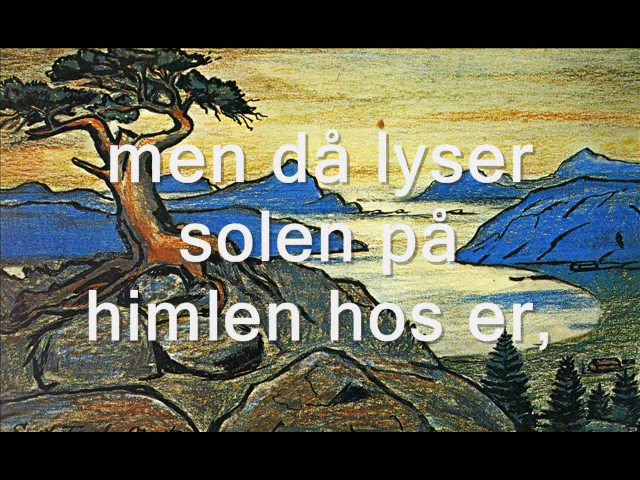 men då lyser
solen på
himlen hos er,